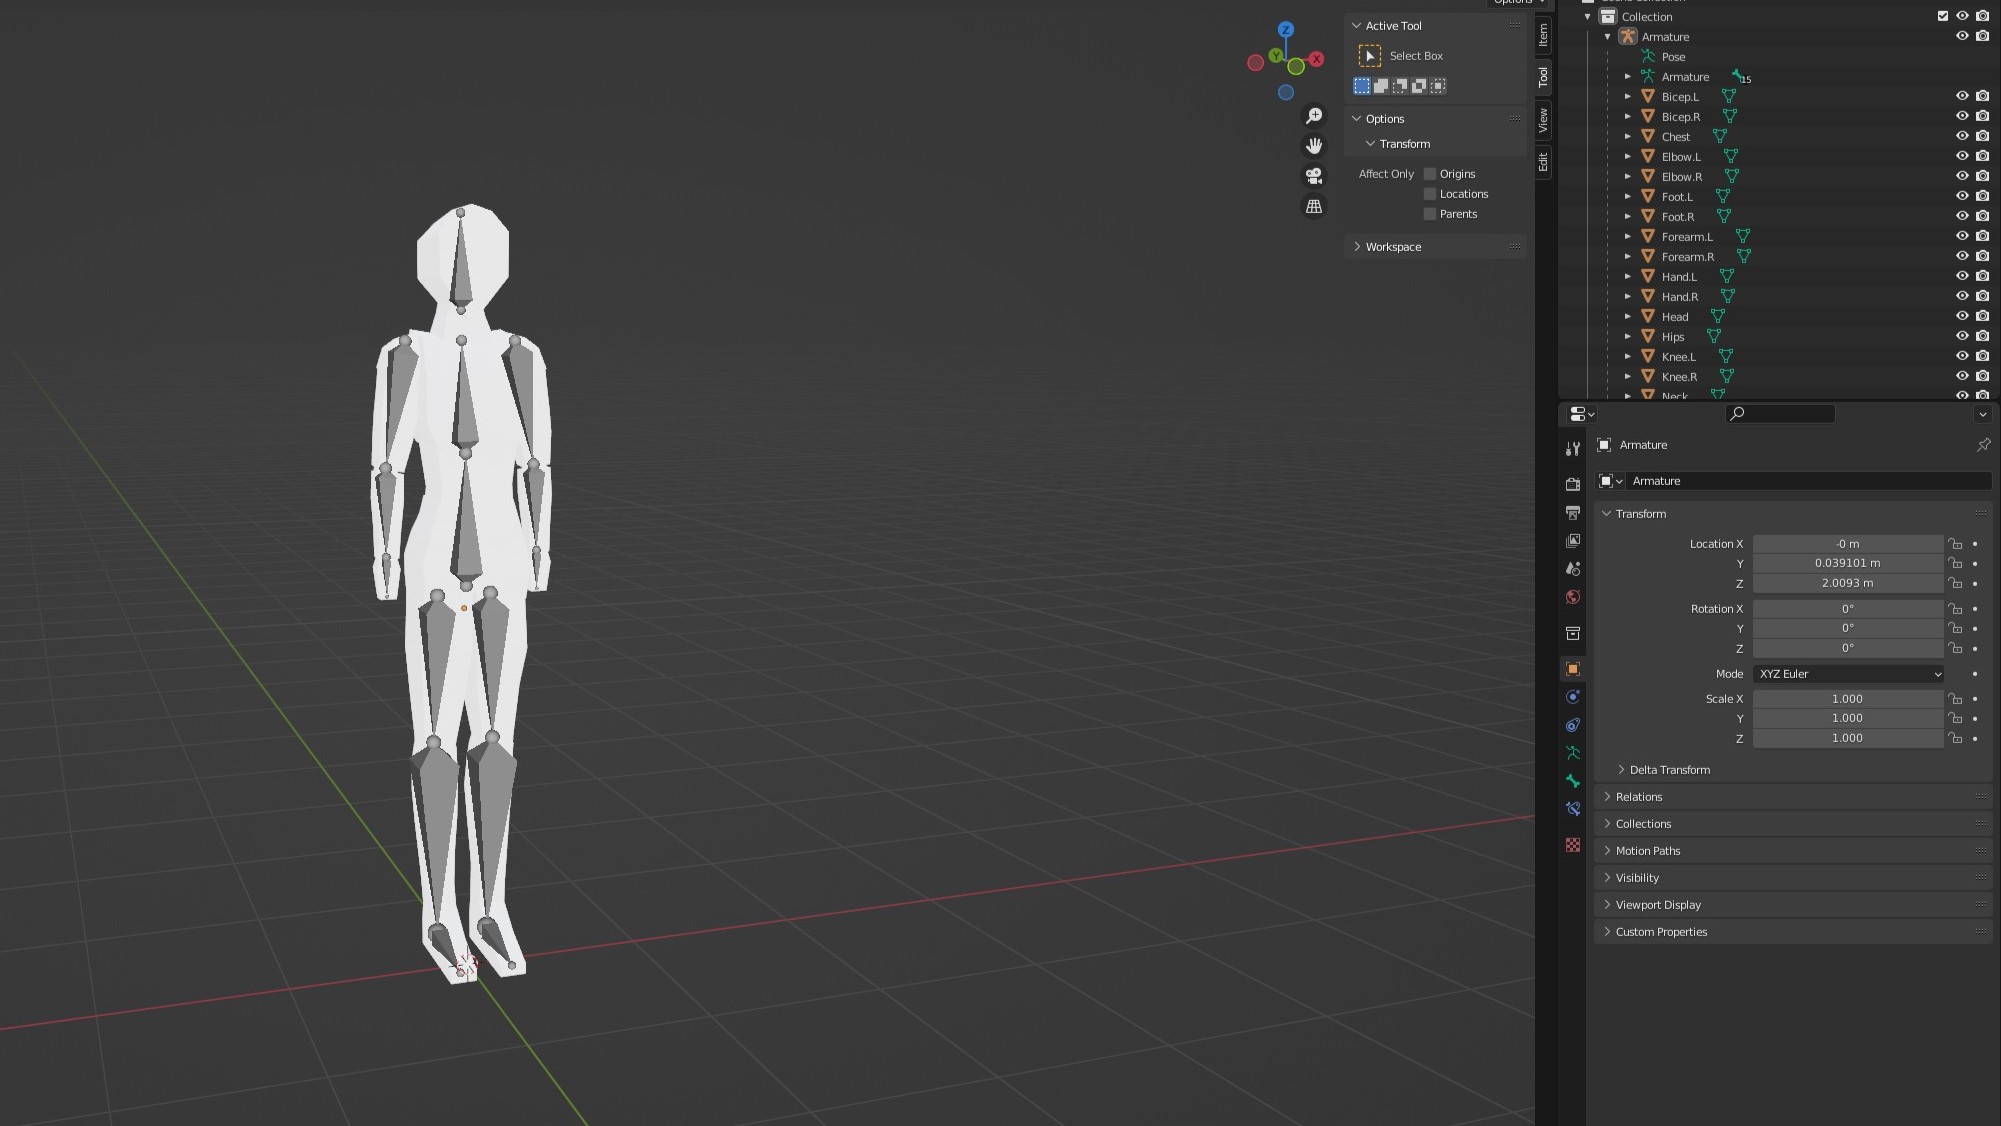 Options
Z
Y
X
Active Tool
Select Box
Options
Transform
Affect Only
Origins
Locations
Parents
Workspace
Item
Tool
View
Edit
Scene Collection
Collection
Armature
Pose
Armature
15
Bicep.L
Bicep.R
Chest
Elbow.L
Elbow.R
Foot.L
Foot.R
Forearm.L
Forearm.R
Hand.L
Hand.R
Head
Hips
Knee.L
Knee.R
Neck
Armature
Armature
Transform
Location X -0 m
Y 0.039101 m
Z 2.0093 m
Rotation X 0°
Y 0°
Z 0°
Mode XYZ Euler
Scale X 1.000
Y 1.000
Z 1.000
Delta Transform
Relations
Collections
Motion Paths
Visibility
Viewport Display
Custom Properties